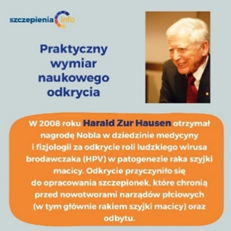 szczepienia info
Praktyczny
wymiar
naukowego
odkrycia
W 2008 roku Harald Zur Hausen otrzymał
nagrodę Nobla w dziedzinie medycyny
i fizjologii za odkrycie roli ludzkiego wirusa
brodawczaka (HPV) w patogenezie raka szyjki
macicy. Odkrycie przyczyniło się
do opracowania szczepionek, które chronią
przed nowotworami narządów płciowych
(w tym głównie rakiem szyjki macicy) oraz
odbytu.